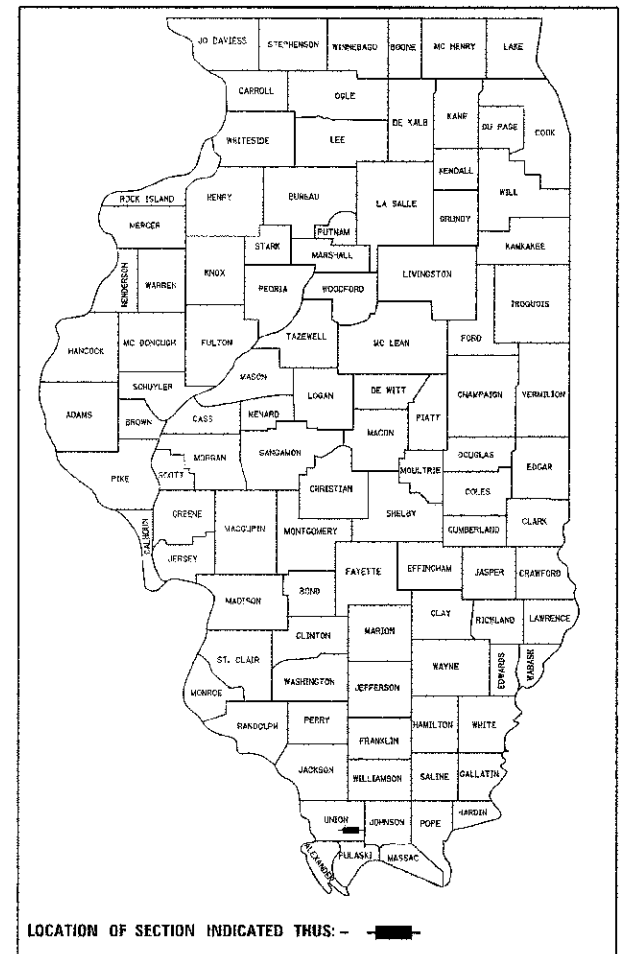 JO DAVIESS
STEPHENSON
WINNEBAGO
BOONE
MC HENRY
LAKE
CARROLL
OGLE
DE KALB
KANE
DU PAGE
COOK
WHITESIDE
LEE
KENDALL
WILL
ROCK ISLAND
HENRY
BUREAU
LA SALLE
GRUNDY
MERCER
PUTNAM
STARK
MARSHALL
KANKAKEE
HENDERSON
WARREN
KNOX
PEORIA
WOODFORD
LIVINGSTON
IROQUOIS
HANCOCK
MC DONOUGH
FULTON
TAZEWELL
MC LEAN
FORD
MASON
SCHUYLER
LOGAN
DE WITT
CHAMPAIGN
VERMILION
ADAMS
BROWN
CASS
MENARD
MACON
PIATT
MORGAN
SANGAMON
DOUGLAS
EDGAR
PIKE
SCOTT
CHRISTIAN
MOULTRIE
COLES
SHELBY
GREENE
MACOUPIN
MONTGOMERY
CUMBERLAND
CLARK
CALHOUN
JERSEY
FAYETTE
EFFINGHAM
JASPER
CRAWFORD
MADISON
BOND
CLAY
RICHLAND
LAWRENCE
CLINTON
MARION
ST. CLAIR
WAYNE
EDWARDS
WABASH
WASHINGTON
JEFFERSON
MONROE
RANDOLPH
PERRY
HAMILTON
WHITE
FRANKLIN
JACKSON
WILLIAMSON
SALINE
GALLATIN
UNION
JOHNSON
POPE
HARDIN
ALEXANDER
PULASKI
MASSAC
LOCATION OF SECTION INDICATED THUS: -